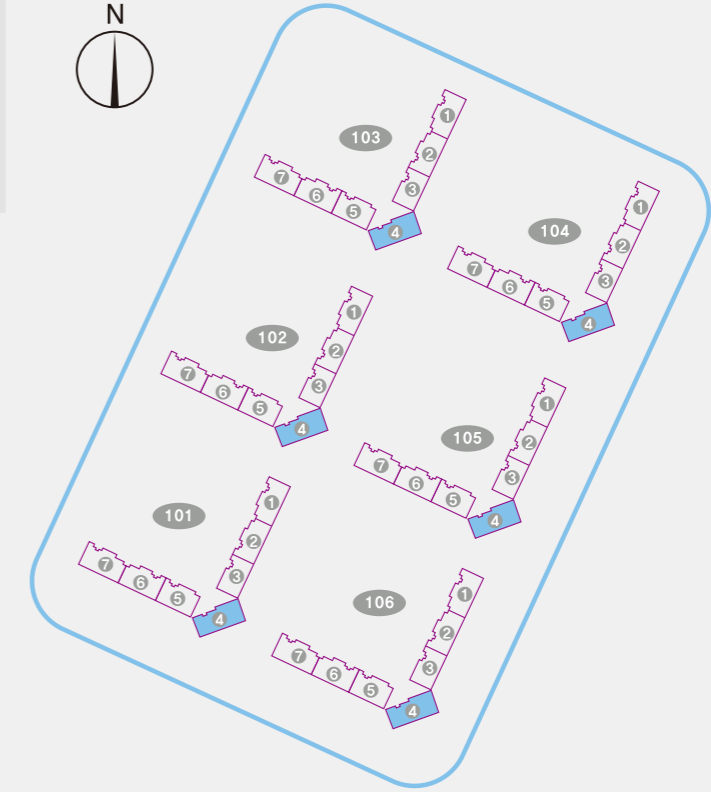 N
103
① ② ③ ④ ⑤ ⑥ ⑦
104
① ② ③ ④ ⑤ ⑥ ⑦
102
① ② ③ ④ ⑤ ⑥ ⑦
105
① ② ③ ④ ⑤ ⑥ ⑦
101
① ② ③ ④ ⑤ ⑥ ⑦
106
① ② ③ ④ ⑤ ⑥ ⑦